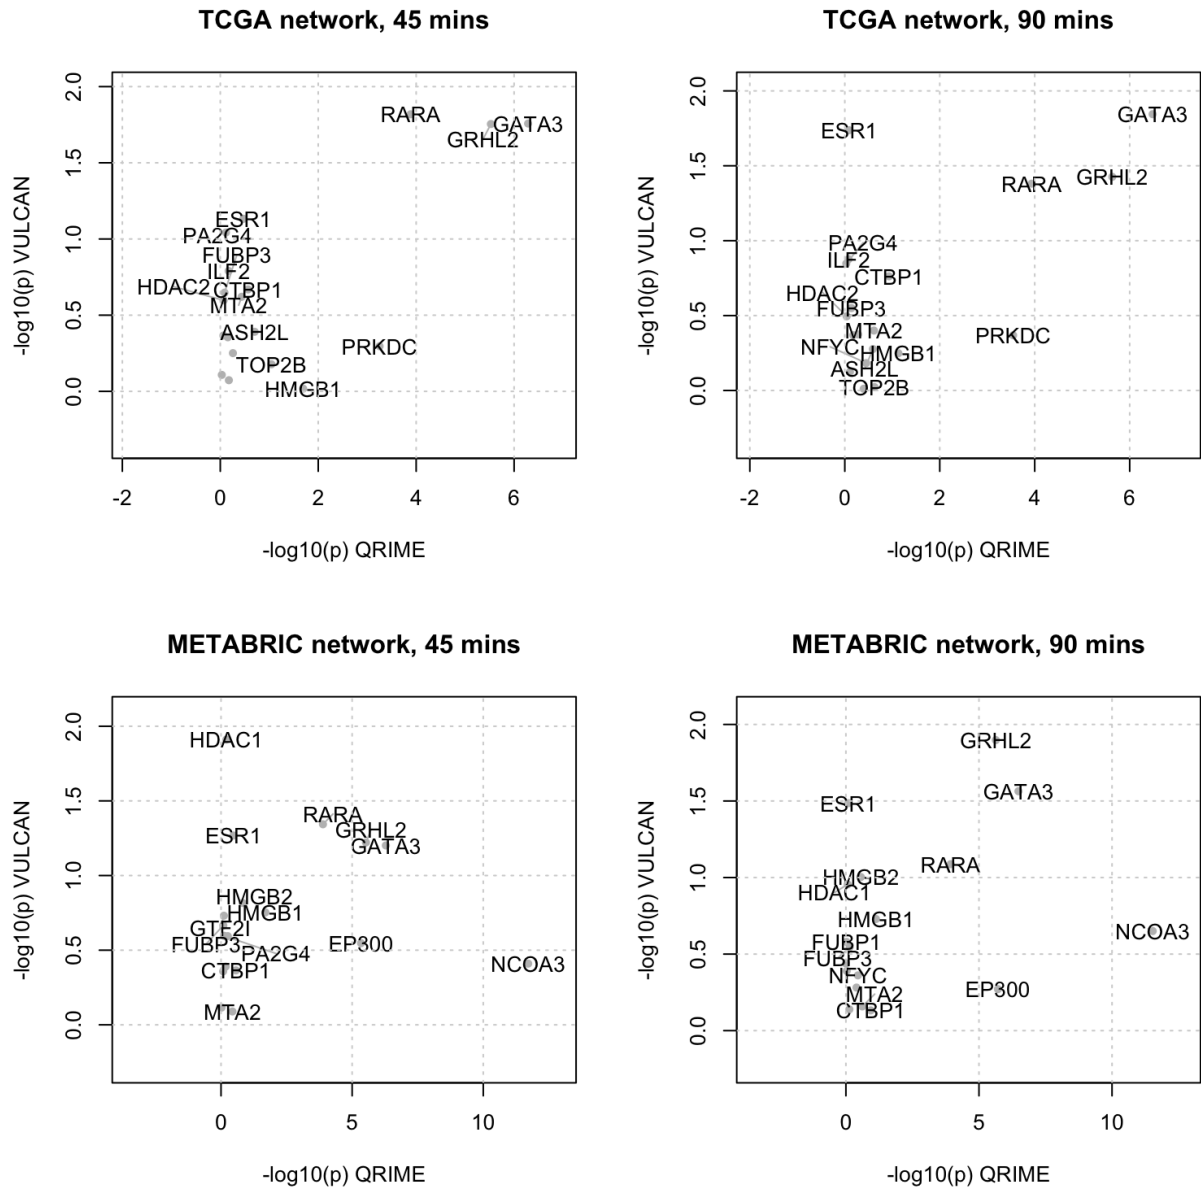 TCGA network, 45 mins
-log10(p) VULCAN
2.0
1.5
1.0
0.5
0.0
RARA
GATA3
GRHL2
ESR1
PA2G4
FUBP3
ILF2
HDAC2
CTBP1
MTA2
ASH2L
PRKDC
TOP2B
HMGB1
-2 0 2 4 6
-log10(p) QRIME
TCGA network, 90 mins
-log10(p) VULCAN
2.0
1.5
1.0
0.5
0.0
GATA3
ESR1
GRHL2
RARA
PA2G4
ILF2
CTBP1
HDAC2
FUBP3
MTA2
PRKDC
NFYC
HMGB1
ASH2L
TOP2B
-2 0 2 4 6
-log10(p) QRIME
METABRIC network, 45 mins
-log10(p) VULCAN
2.0
1.5
1.0
0.5
0.0
HDAC1
RARA
GRHL2
ESR1
GATA3
HMGB2
HMGB1
GTF2I
FUBP3
EP300
PA2G4
NCOA3
CTBP1
MTA2
0 5 10
-log10(p) QRIME
METABRIC network, 90 mins
-log10(p) VULCAN
2.0
1.5
1.0
0.5
0.0
GRHL2
GATA3
ESR1
RARA
HMGB2
HDAC1
HMGB1
NCOA3
FUBP1
FUBP3
NFYC
EP300
MTA2
CTBP1
0 5 10
-log10(p) QRIME